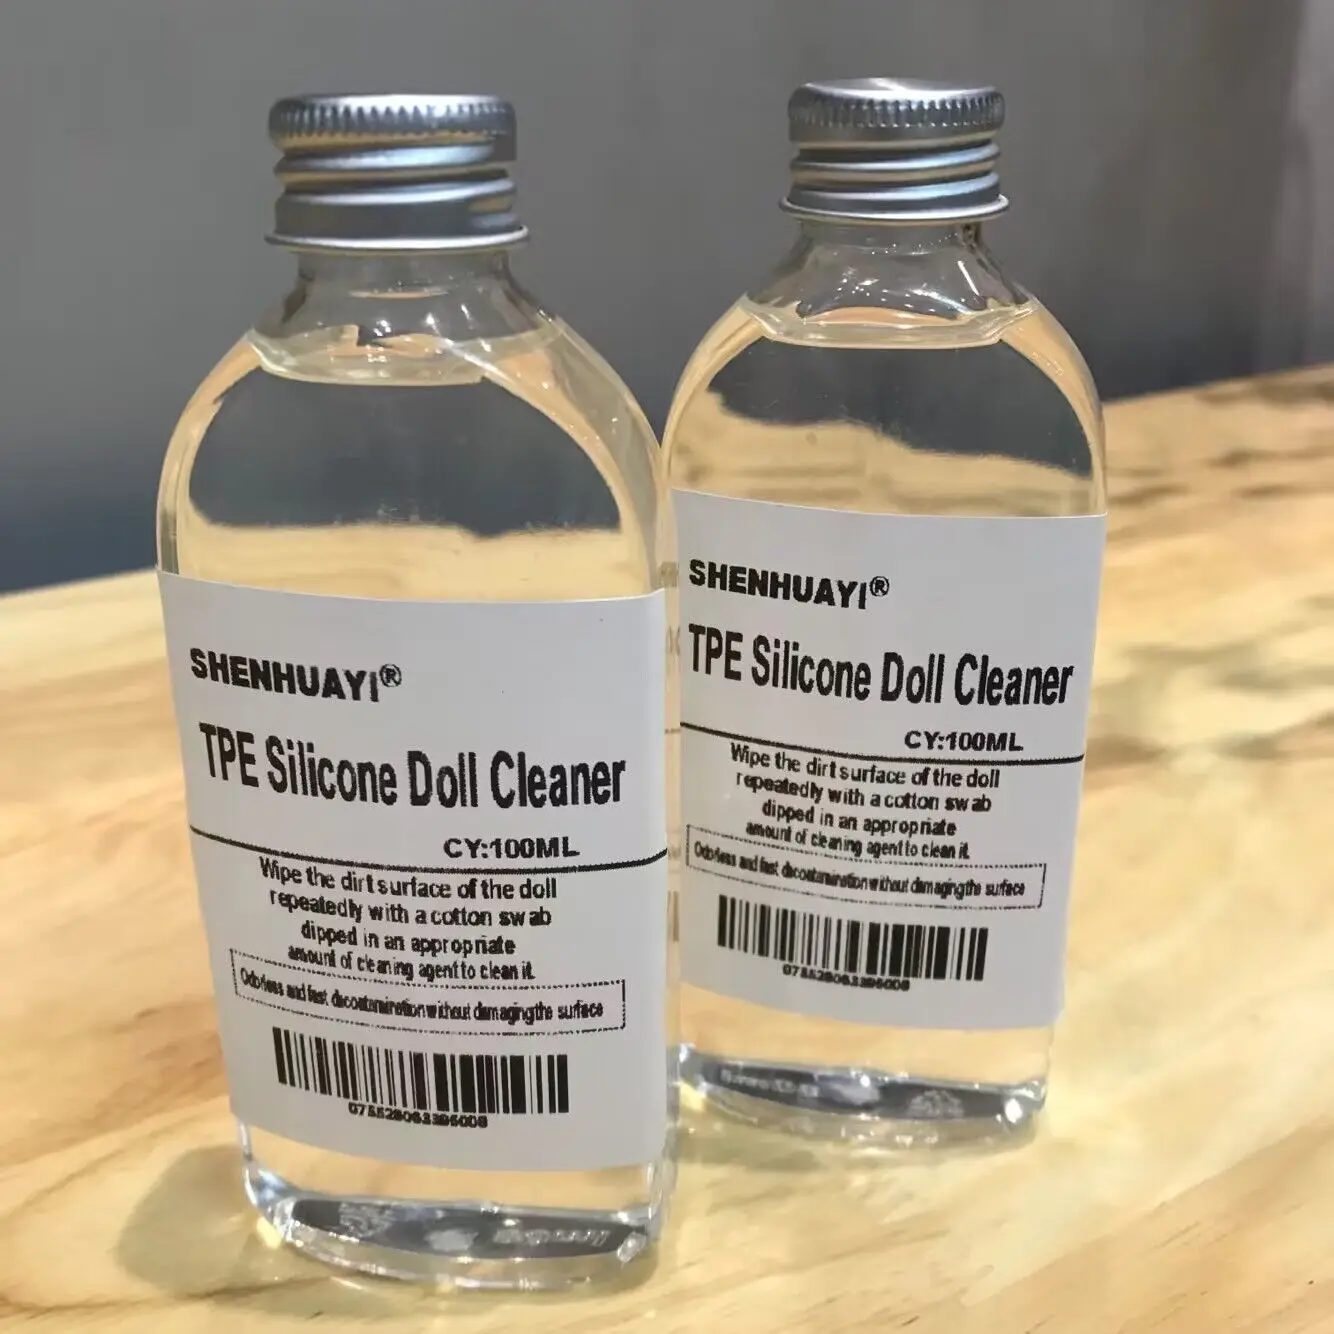 SHENHUAYI®
TPE Silicone Doll Cleaner
CY:100ML
Wipe the dirt surface of the doll
repeatedly with a cotton swab
dipped in an appropriate
amount of cleaning agent to clean it.
Odorless and fast decontamination without damaging the surface
SHENHUAYI®
TPE Silicone Doll Cleaner
CY:100ML
Wipe the dirt surface of the doll
repeatedly with a cotton swab
dipped in an appropriate
amount of cleaning agent to clean it.
Odorless and fast decontamination without damaging the surface